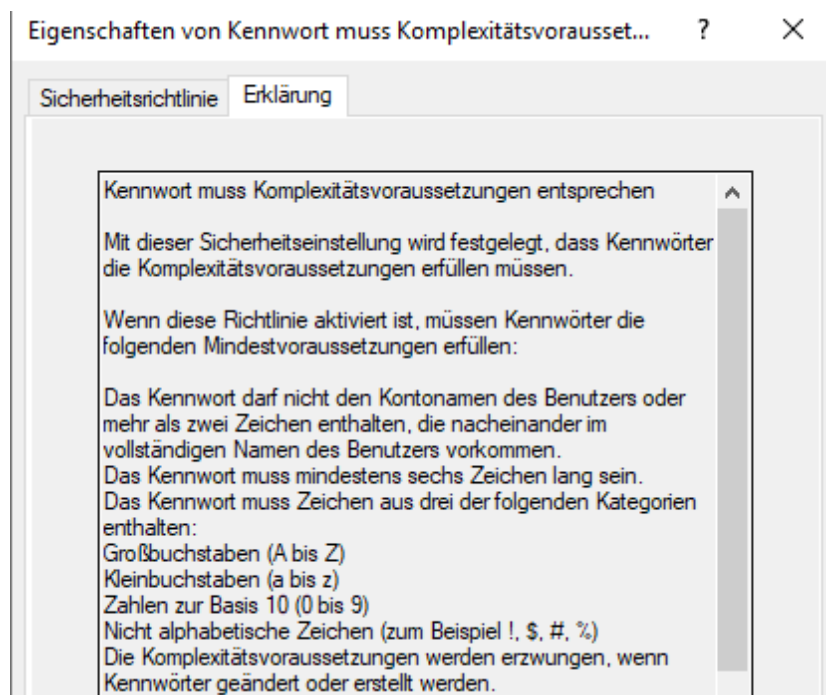 Eigenschaften von Kennwort muss Komplexitätsvorausset... ?
Sicherheitsrichtlinie Erklärung
Kennwort muss Komplexitätsvoraussetzungen entsprechen
Mit dieser Sicherheitseinstellung wird festgelegt, dass Kennwörter
die Komplexitätsvoraussetzungen erfüllen müssen.
Wenn diese Richtlinie aktiviert ist, müssen Kennwörter die
folgenden Mindestvoraussetzungen erfüllen:
Das Kennwort darf nicht den Kontonamen des Benutzers oder
mehr als zwei Zeichen enthalten, die nacheinander im
vollständigen Namen des Benutzers vorkommen.
Das Kennwort muss mindestens sechs Zeichen lang sein.
Das Kennwort muss Zeichen aus drei der folgenden Kategorien
enthalten:
Großbuchstaben (A bis Z)
Kleinbuchstaben (a bis z)
Zahlen zur Basis 10 (0 bis 9)
Nicht alphabetische Zeichen (zum Beispiel !, $, #, %)
Die Komplexitätsvoraussetzungen werden erzwungen, wenn
Kennwörter geändert oder erstellt werden.